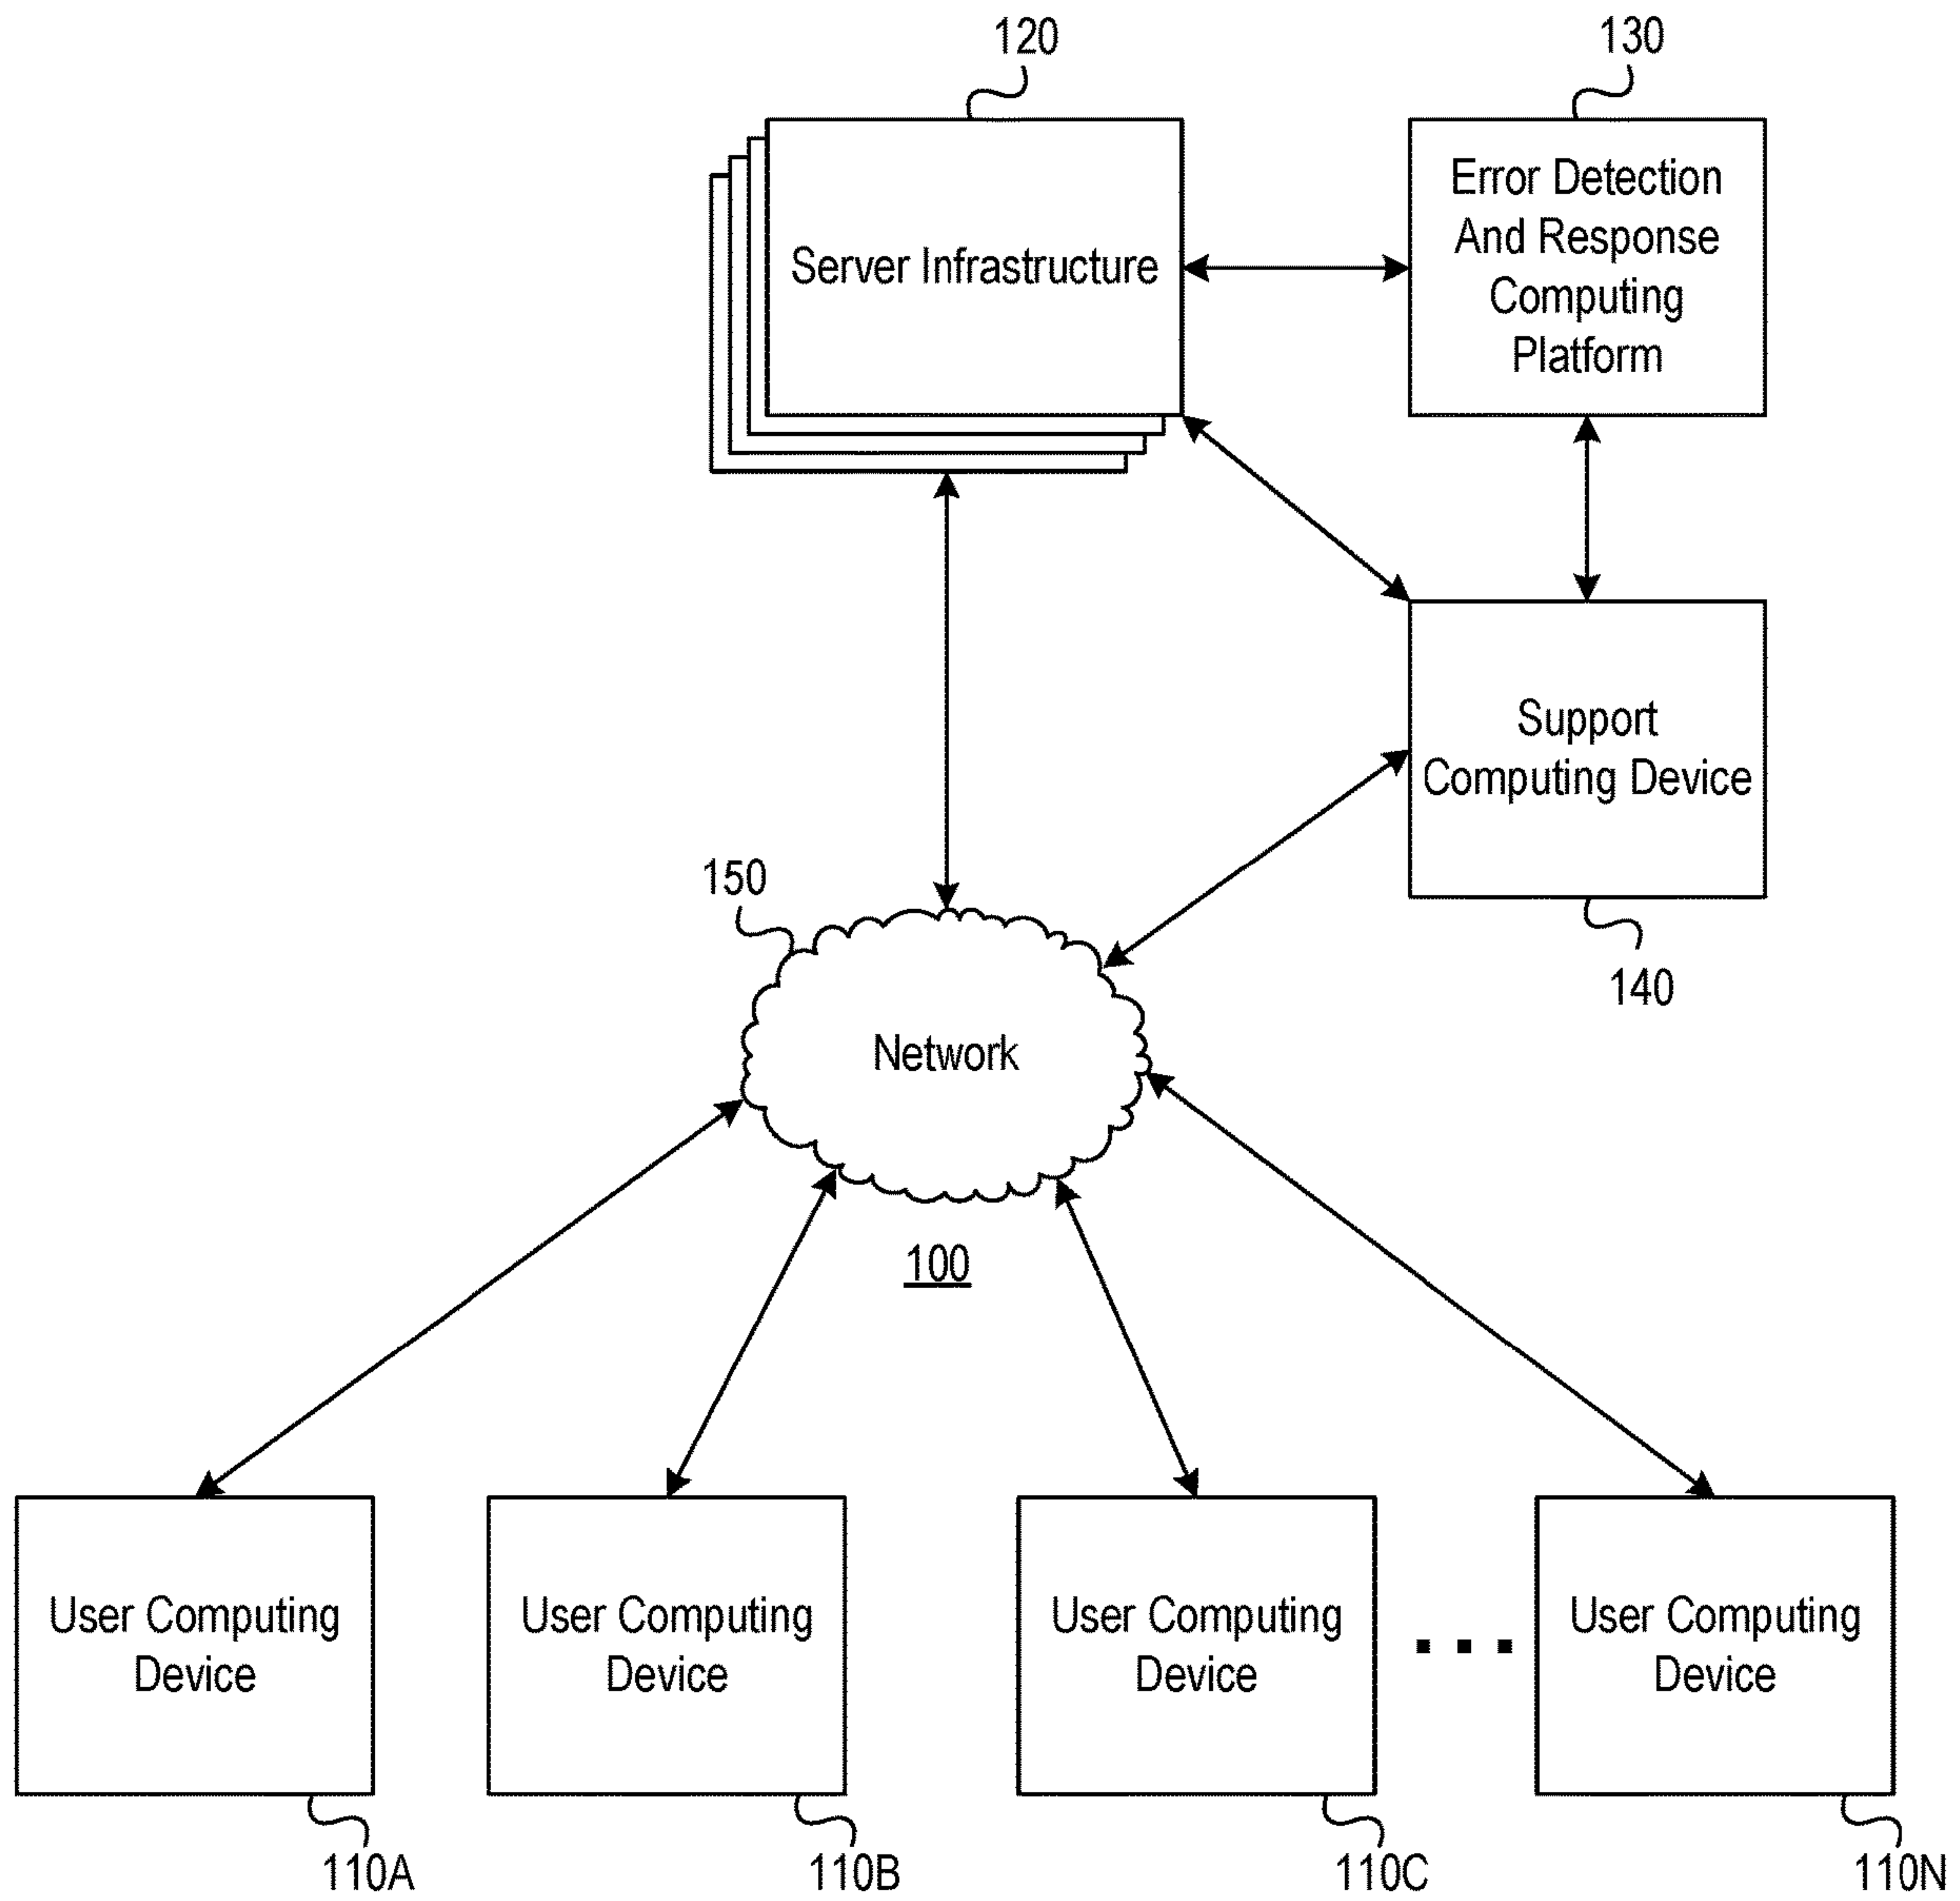 120
130
Server Infrastructure
Error Detection
And Response
Computing
Platform
Support
Computing Device
150
140
Network
100
User Computing
Device
User Computing
Device
User Computing
Device
...
User Computing
Device
110A
110B
110C
110N